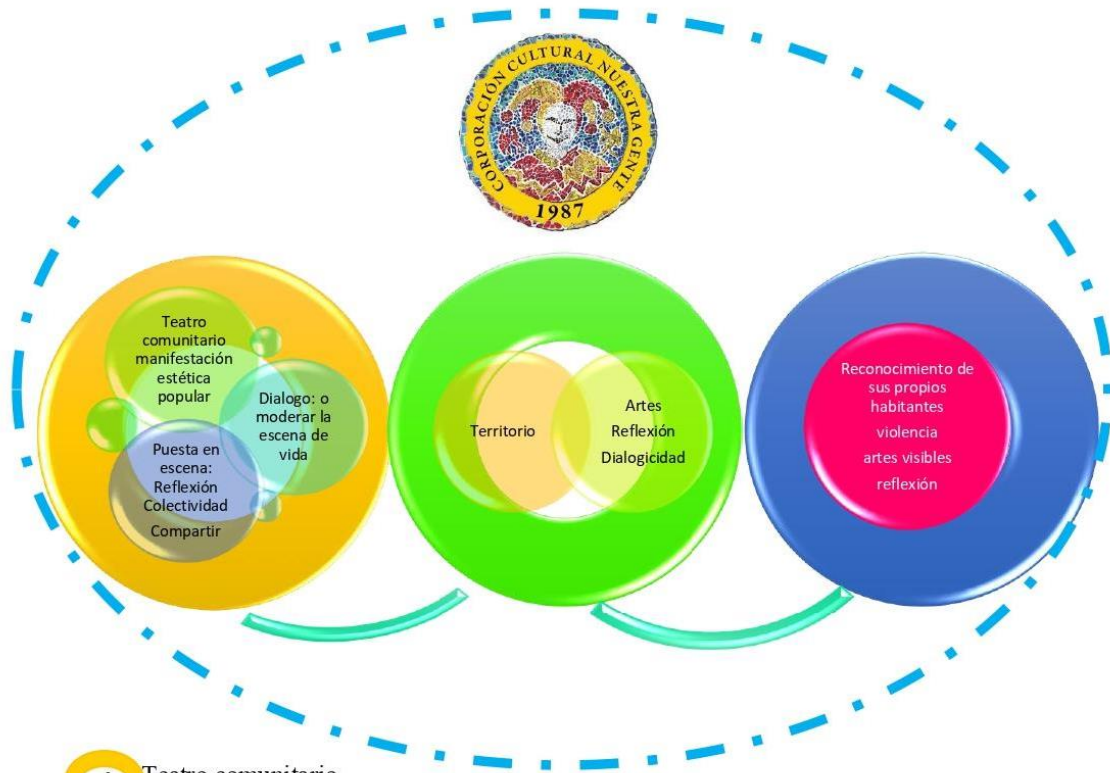 CORPORACIÓN CULTURAL NUESTRA GENTE
1987
Teatro
comunitario
manifestación
estética
popular
Dialogo: o
moderar la
escena de
vida
Puesta en
escena:
Reflexión
Colectividad
Compartir
Territorio
Artes
Reflexión
Dialogicidad
Reconocimiento de
sus propios
habitantes
violencia
artes visibles
reflexión
Teatro comunitario